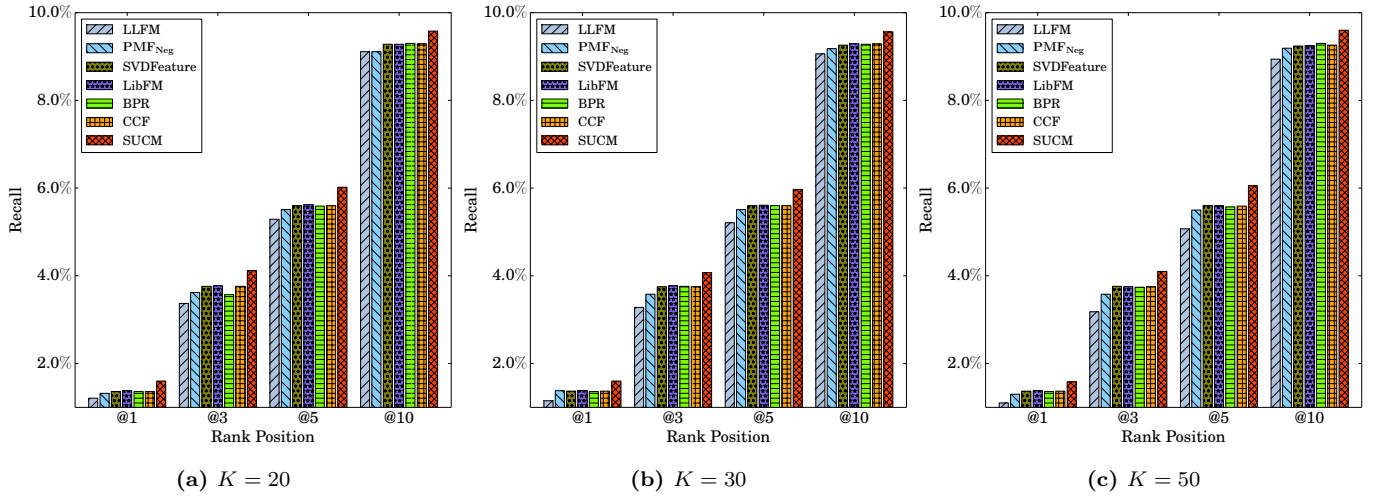 10.0%
8.0%
6.0%
4.0%
2.0%
Recall
LLFM
PMF_Neg
SVDFeature
LibFM
BPR
CCF
SUCM
@1 @3 @5 @10
Rank Position
(a) K = 20
10.0%
8.0%
6.0%
4.0%
2.0%
Recall
LLFM
PMF_Neg
SVDFeature
LibFM
BPR
CCF
SUCM
@1 @3 @5 @10
Rank Position
(b) K = 30
10.0%
8.0%
6.0%
4.0%
2.0%
Recall
LLFM
PMF_Neg
SVDFeature
LibFM
BPR
CCF
SUCM
@1 @3 @5 @10
Rank Position
(c) K = 50